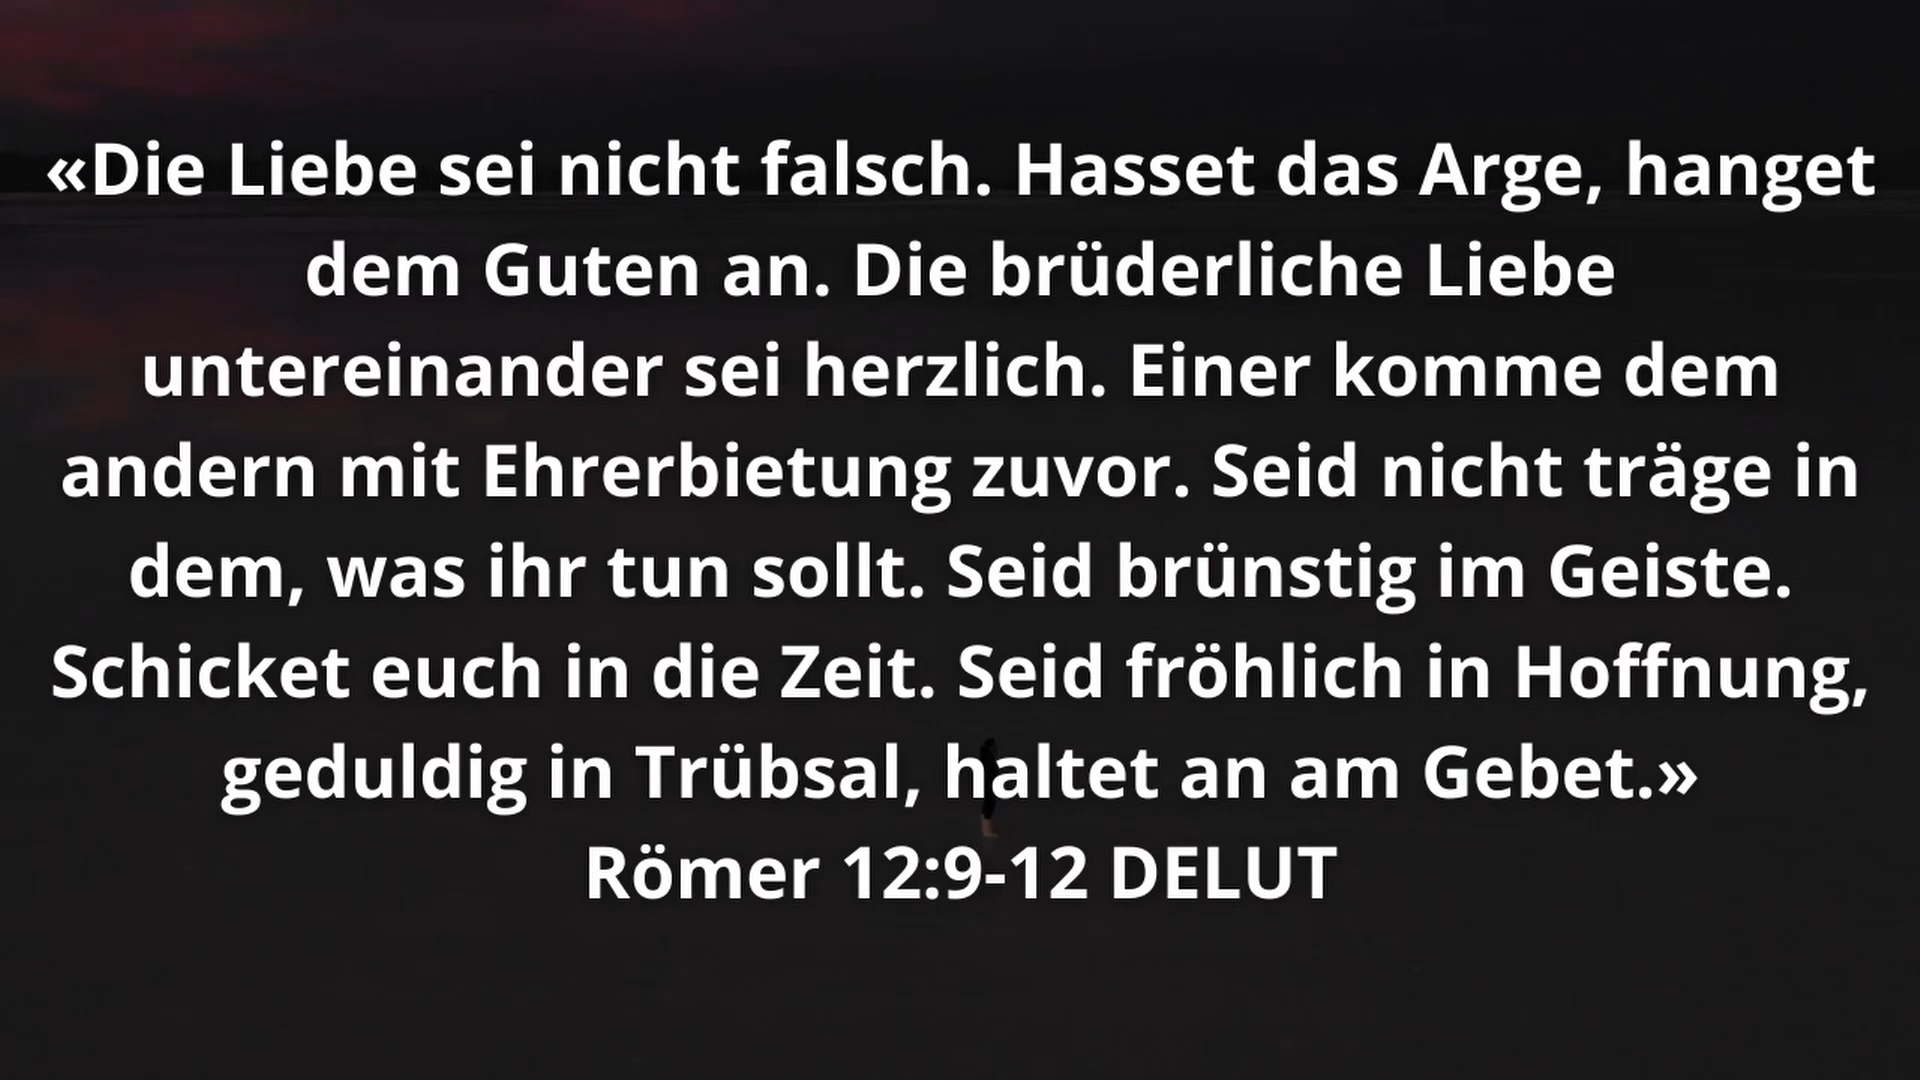 «Die Liebe sei nicht falsch. Hasset das Arge, hanget
dem Guten an. Die brüderliche Liebe
untereinander sei herzlich. Einer komme dem
andern mit Ehrerbietung zuvor. Seid nicht träge in
dem, was ihr tun sollt. Seid brünstig im Geiste.
Schicket euch in die Zeit. Seid fröhlich in Hoffnung,
geduldig in Trübsal, haltet an am Gebet.»
Römer 12:9-12 DELUT